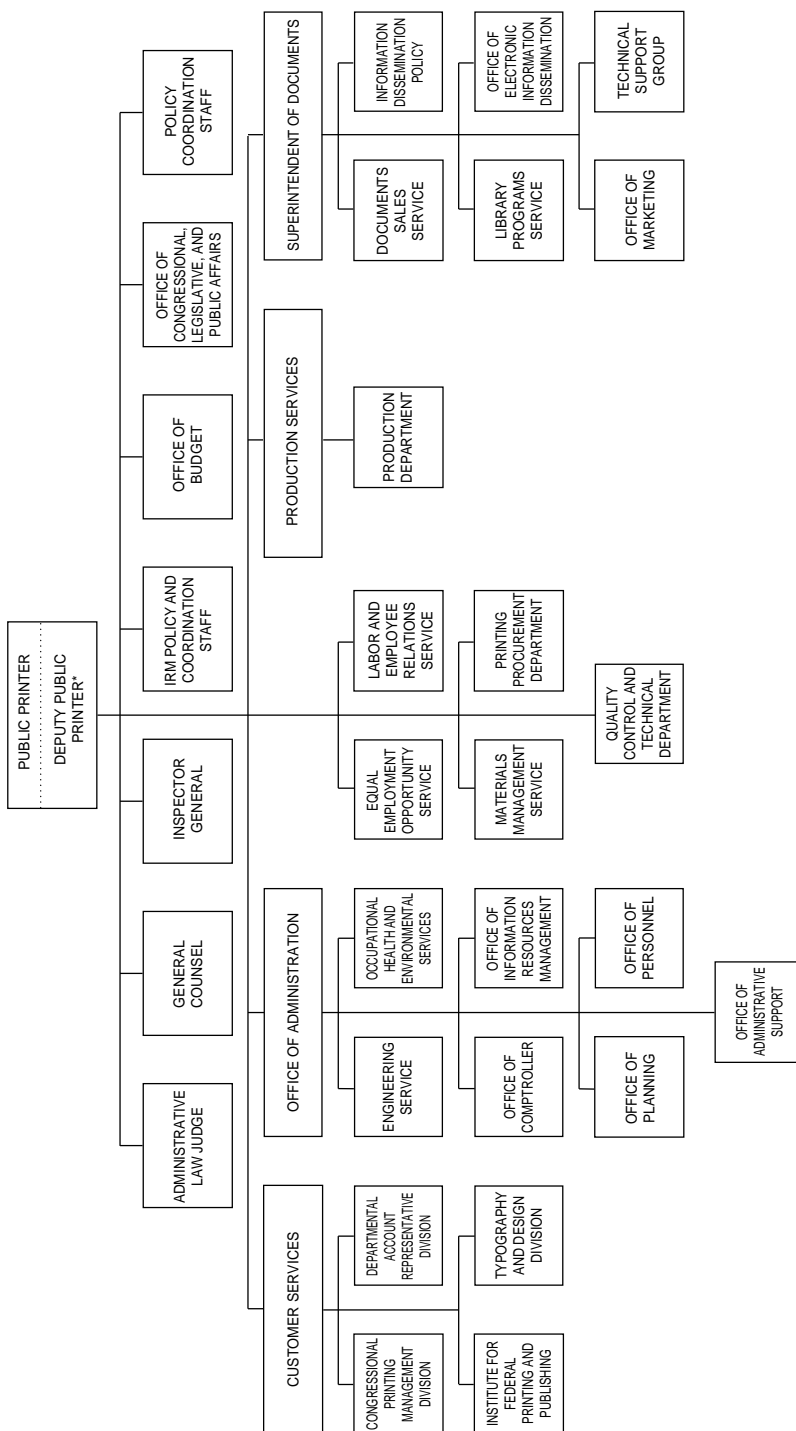 PUBLIC PRINTER
DEPUTY PUBLIC
PRINTER*
ADMINISTRATIVE
LAW JUDGE
GENERAL
COUNSEL
INSPECTOR
GENERAL
IRM POLICY AND
COORDINATION
STAFF
OFFICE OF
BUDGET
OFFICE OF
CONGRESSIONAL,
LEGISLATIVE, AND
PUBLIC AFFAIRS
POLICY
COORDINATION
STAFF
CUSTOMER SERVICES
CONGRESSIONAL
PRINTING
MANAGEMENT
DIVISION
DEPARTMENTAL
ACCOUNT
REPRESENTATIVE
DIVISION
INSTITUTE FOR
FEDERAL
PRINTING AND
PUBLISHING
TYPOGRAPHY
AND DESIGN
DIVISION
OFFICE OF ADMINISTRATION
ENGINEERING
SERVICE
OCCUPATIONAL
HEALTH AND
ENVIRONMENTAL
SERVICES
OFFICE OF
COMPTROLLER
OFFICE OF
INFORMATION
RESOURCES
MANAGEMENT
OFFICE OF
PLANNING
OFFICE OF
PERSONNEL
OFFICE OF
ADMINISTRATIVE
SUPPORT
EQUAL
EMPLOYMENT
OPPORTUNITY
SERVICE
LABOR AND
EMPLOYEE
RELATIONS
SERVICE
MATERIALS
MANAGEMENT
SERVICE
PRINTING
PROCUREMENT
DEPARTMENT
QUALITY
CONTROL AND
TECHNICAL
DEPARTMENT
PRODUCTION SERVICES
PRODUCTION
DEPARTMENT
SUPERINTENDENT OF DOCUMENTS
DOCUMENTS
SALES
SERVICE
INFORMATION
DISSEMINATION
POLICY
LIBRARY
PROGRAMS
SERVICE
OFFICE OF
ELECTRONIC
INFORMATION
DISSEMINATION
OFFICE OF
MARKETING
TECHNICAL
SUPPORT
GROUP